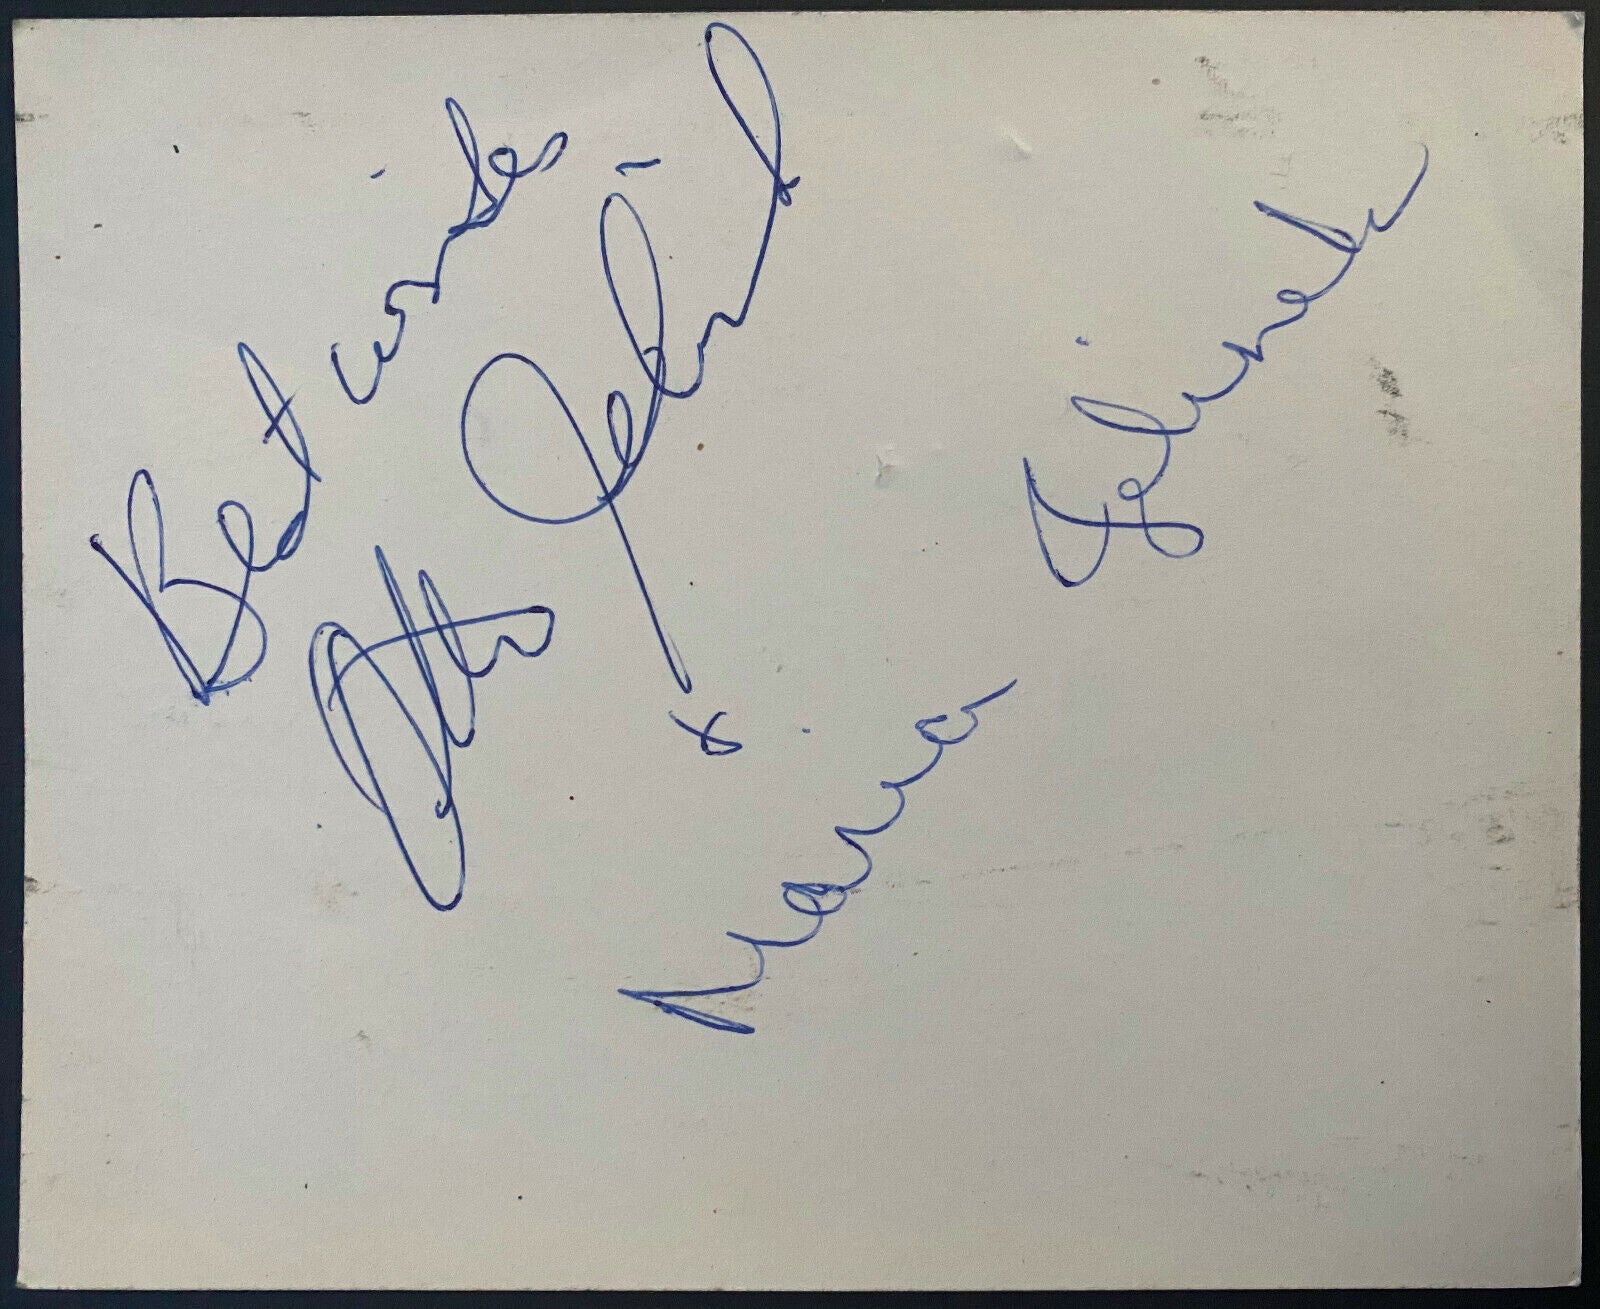 Best wishes
Otto Jelinek
Maria Jelinek